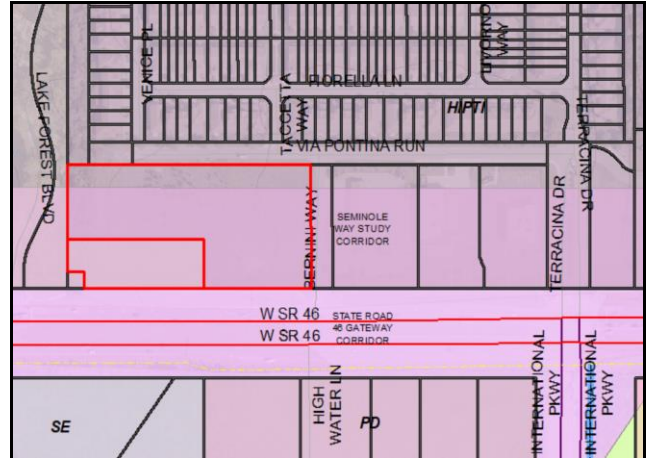 LAKE FOREST BLVD
VENICE PL
TACCETTA
WAY
FIORELLA LN
LIVORNO
WAY
HIPTI
TERRACINA DR
VIA PONTINA RUN
BERNINI WAY
SEMINOLE
WAY STUDY
CORRIDOR
TERRACINA DR
W SR 46
W SR 46
STATE ROAD
46 GATEWAY
CORRIDOR
HIGH
WATER LN
INTERNATIONAL
PKWY
INTERNATIONAL
PKWY
SE
PD